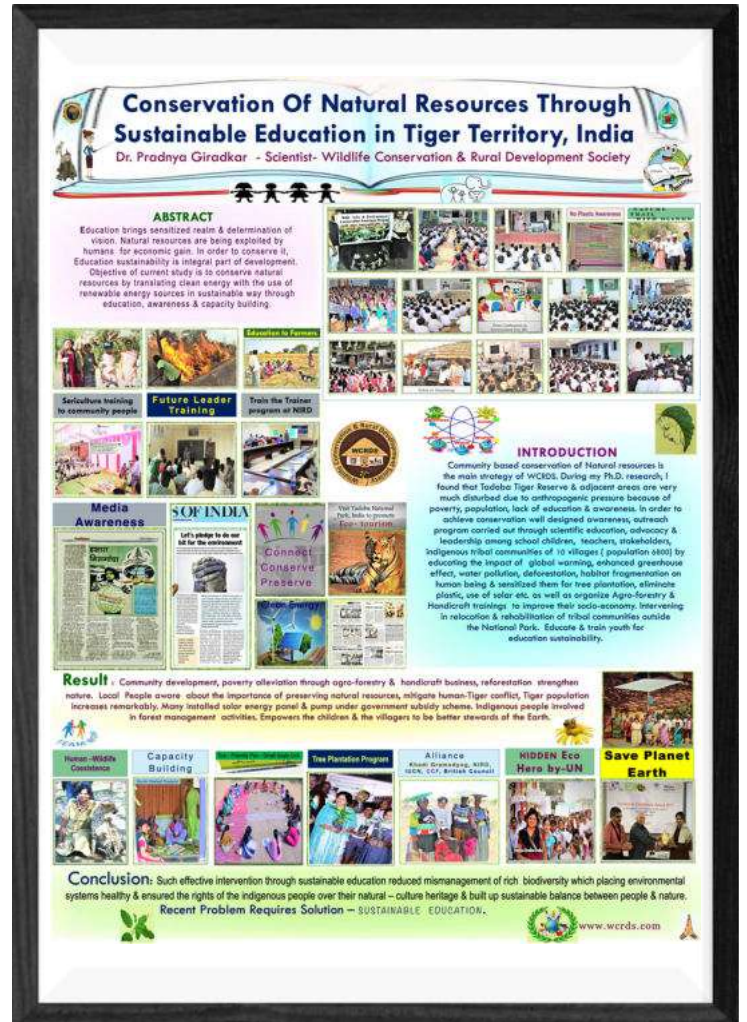 Conservation Of Natural Resources Through
Sustainable Education in Tiger Territory, India
Dr. Pradnya Giradkar - Scientist- Wildlife Conservation & Rural Development Society
ABSTRACT
Education brings sensitized realm & determination of
vision. Natural resources are being exploited by
humans for economic gain. In order to conserve it,
Education sustainability is integral part of development.
Objective of current study is to conserve natural
resources by translating clean energy with the use of
renewable energy sources in sustainable way through
education, awareness & capacity building.
No Plastic Awareness
NATURE
TRAIL
Education to Farmers
Sericulture training
to community people
Future Leader
Training
Train the Trainer
program at NIRD
WCRDS
INTRODUCTION
Community based conservation of Natural resources is
the main strategy of WCRDS. During my Ph.D. research, I
found that Tadoba Tiger Reserve & adjacent areas are very
much disturbed due to anthropogenic pressure because of
poverty, population, lack of education & awareness. In order to
achieve conservation well designed awareness, outreach
program carried out through scientific education, advocacy &
leadership among school children, teachers, stakeholders,
indigenous tribal communities of 10 villages ( population 6800) by
educating the impact of global warming, enhanced greenhouse
effect, water pollution, deforestation, habitat fragmentation on
human being & sensitized them for tree plantation, eliminate
plastic, use of solar etc. as well as organize Agro-forestry &
Handicraft trainings to improve their socio-economy. Intervening
in relocation & rehabilitation of tribal communities outside
the National Park. Educate & train youth for
education sustainability.
Media
Awareness
S OF INDIA
Let's pledge to do our
bit for the environment
Connect
Conserve
Preserve
Visit Tadoba National
Park, India to promote
Eco- tourism
Clean Energy
Result : Community development, poverty alleviation through agro-forestry & handicraft business, reforestation strengthen
nature. Local People aware about the importance of preserving natural resources, mitigate human-Tiger conflict, Tiger population
increases remarkably. Many installed solar energy panel & pump under government subsidy scheme. Indigenous people involved
in forest management activities. Empowers the children & the villagers to be better stewards of the Earth.
Human -Wildlife
Coexistence
Capacity
Building
Tree Plantation Program
Alliance
Khadi Gramudyog, NIRD,
IUCN, CCF, British Council
HIDDEN Eco
Hero by-UN
Save Planet
Earth
Conclusion: Such effective intervention through sustainable education reduced mismanagement of rich biodiversity which placing environmental
systems healthy & ensured the rights of the indigenous people over their natural – culture heritage & built up sustainable balance between people & nature.
Recent Problem Requires Solution – SUSTAINABLE EDUCATION.
www.wcrds.com